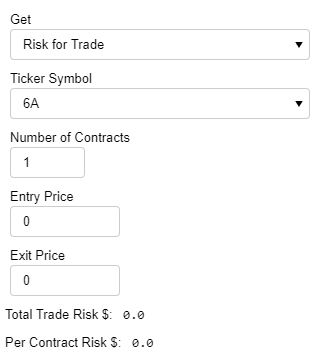 Get
Risk for Trade
Ticker Symbol
6A
Number of Contracts
1
Entry Price
0
Exit Price
0
Total Trade Risk $: 0.0
Per Contract Risk $: 0.0